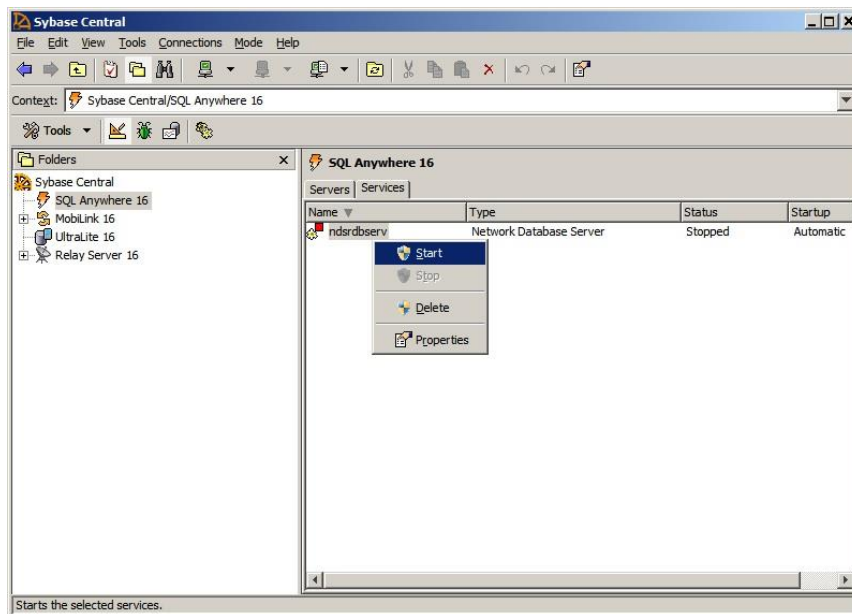 Sybase Central
File Edit View Tools Connections Mode Help
Context: Sybase Central/SQL Anywhere 16
Tools
Folders
Sybase Central
SQL Anywhere 16
MobiLink 16
UltraLite 16
Relay Server 16
SQL Anywhere 16
Servers Services
Name Type Status Startup
ndsrdbserv Network Database Server Stopped Automatic
Start
Stop
Delete
Properties
Starts the selected services.